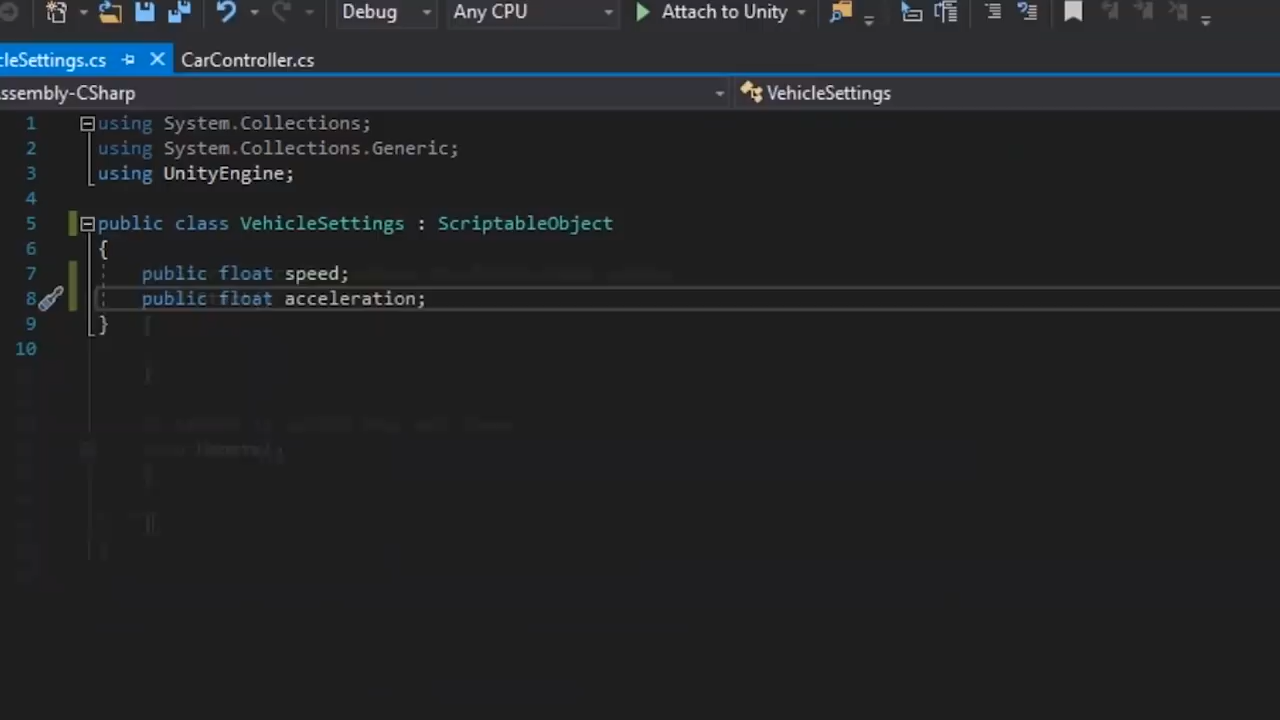 Debug Any CPU Attach to Unity
cleSettings.cs CarController.cs
ssembly-CSharp VehicleSettings
1 using System.Collections;
2 using System.Collections.Generic;
3 using UnityEngine;
4
5 public class VehicleSettings : ScriptableObject
6 {
7 public float speed;
8 public float acceleration;
9 }
10